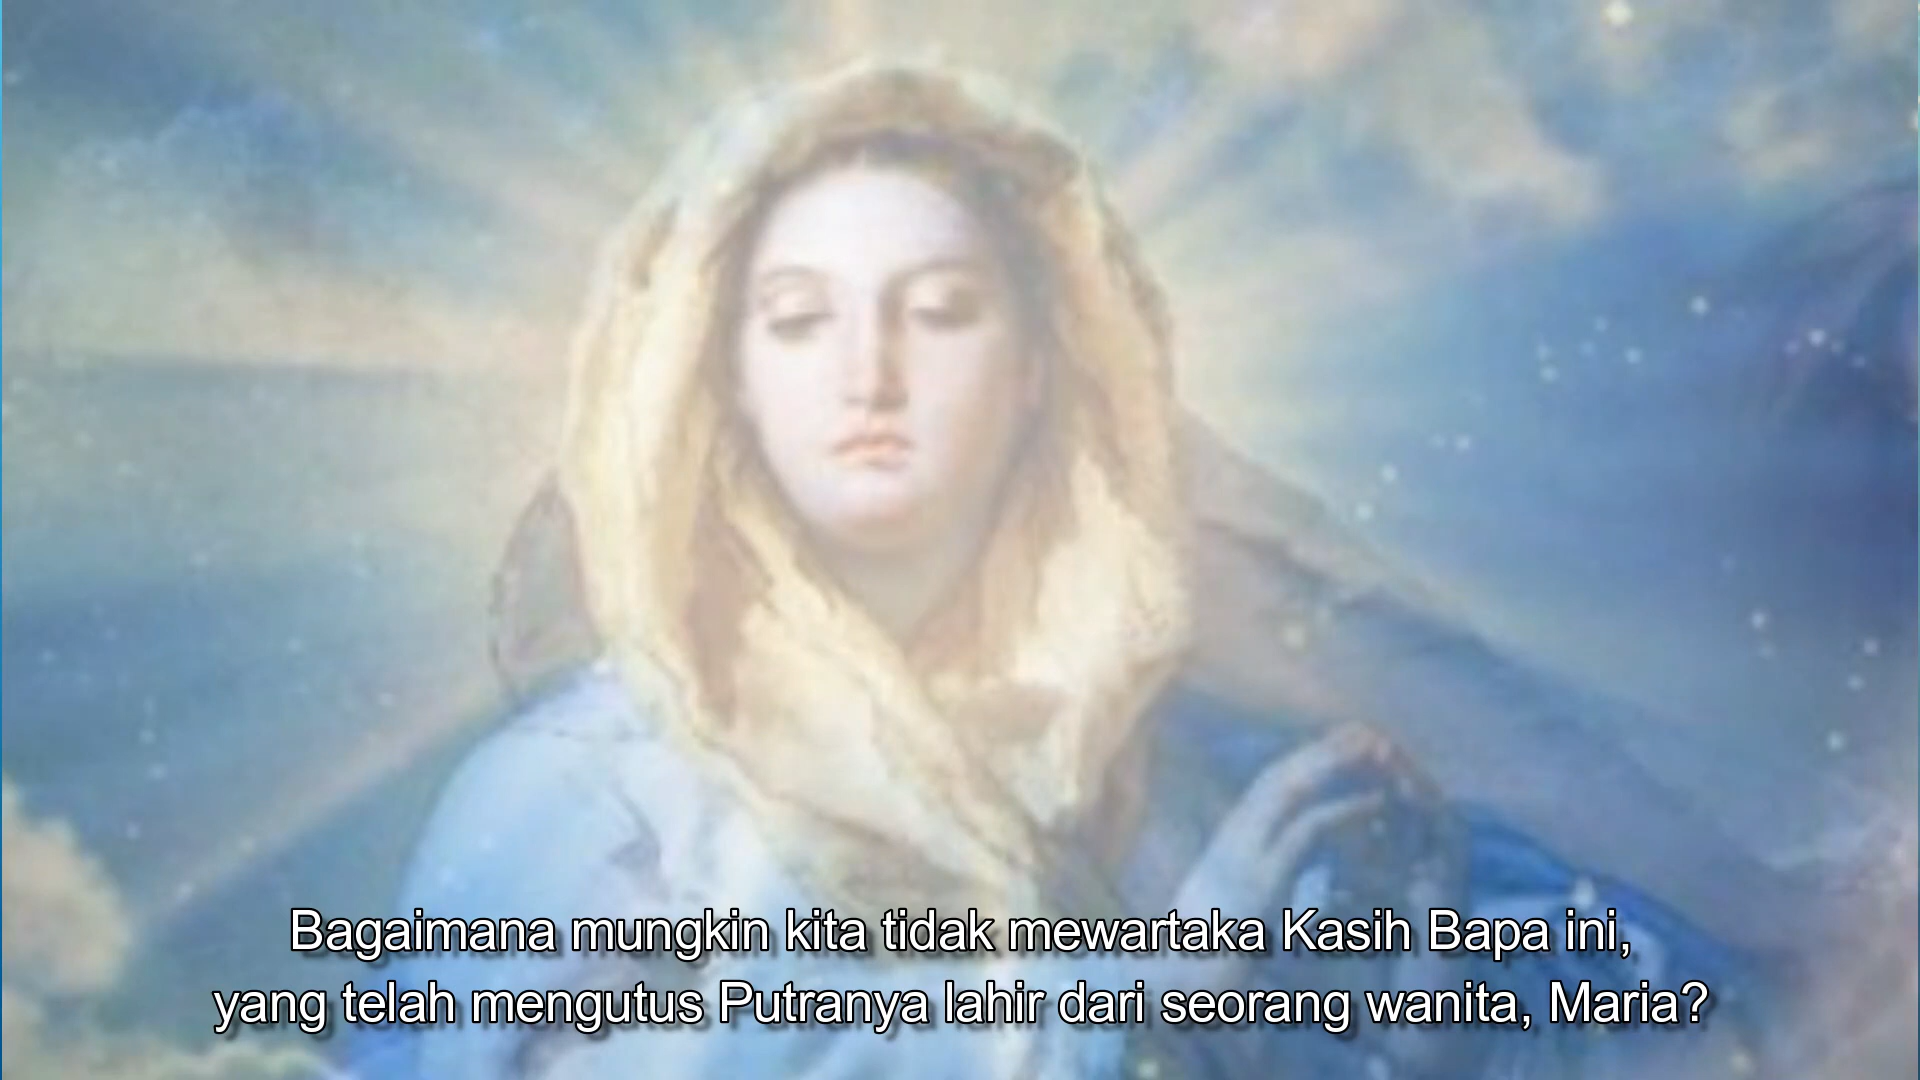 Bagaimana mungkin kita tidak mewartaka Kasih Bapa ini,
yang telah mengutus Putranya lahir dari seorang wanita, Maria?